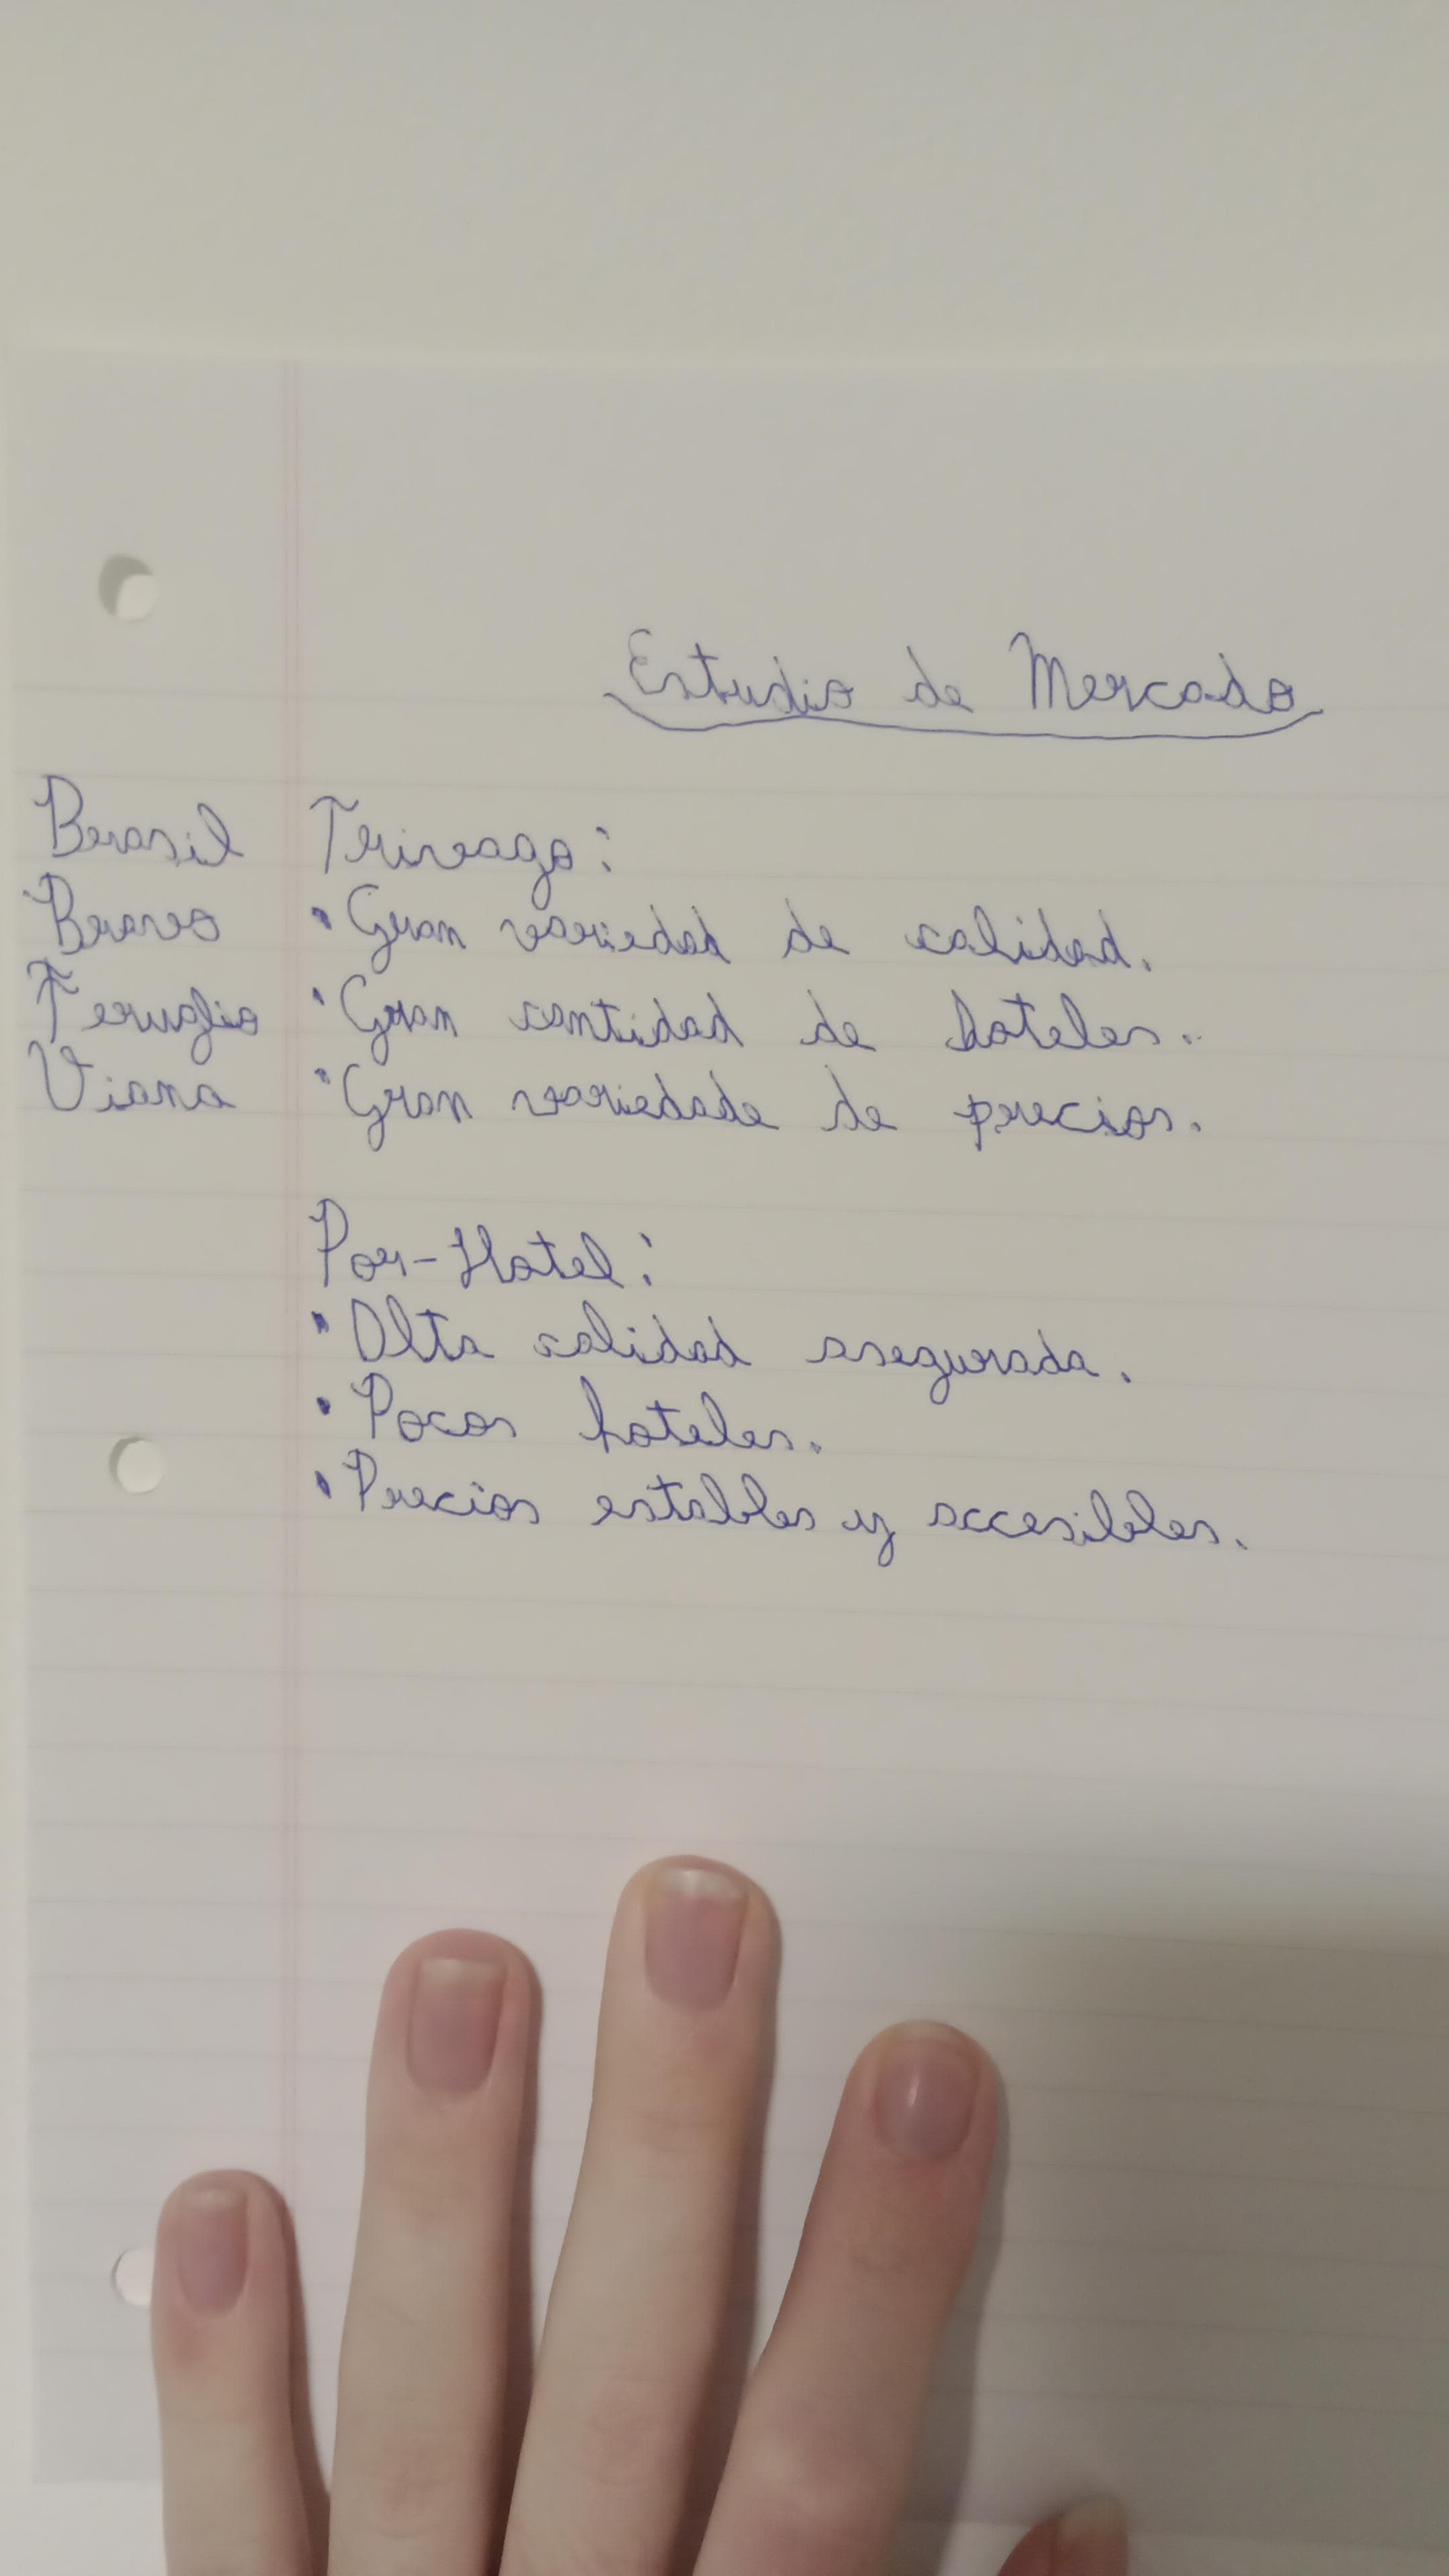 Estudio de Mercado
Brasil
Bravo
Feruglio
Viana
Trivago:
• Gran variedad de calidad.
• Gran cantidad de hoteles.
• Gran variedade de precios.
Por-Hotel:
• Alta calidad asegurada.
• Pocos hoteles.
• Precios estables y accesibles.